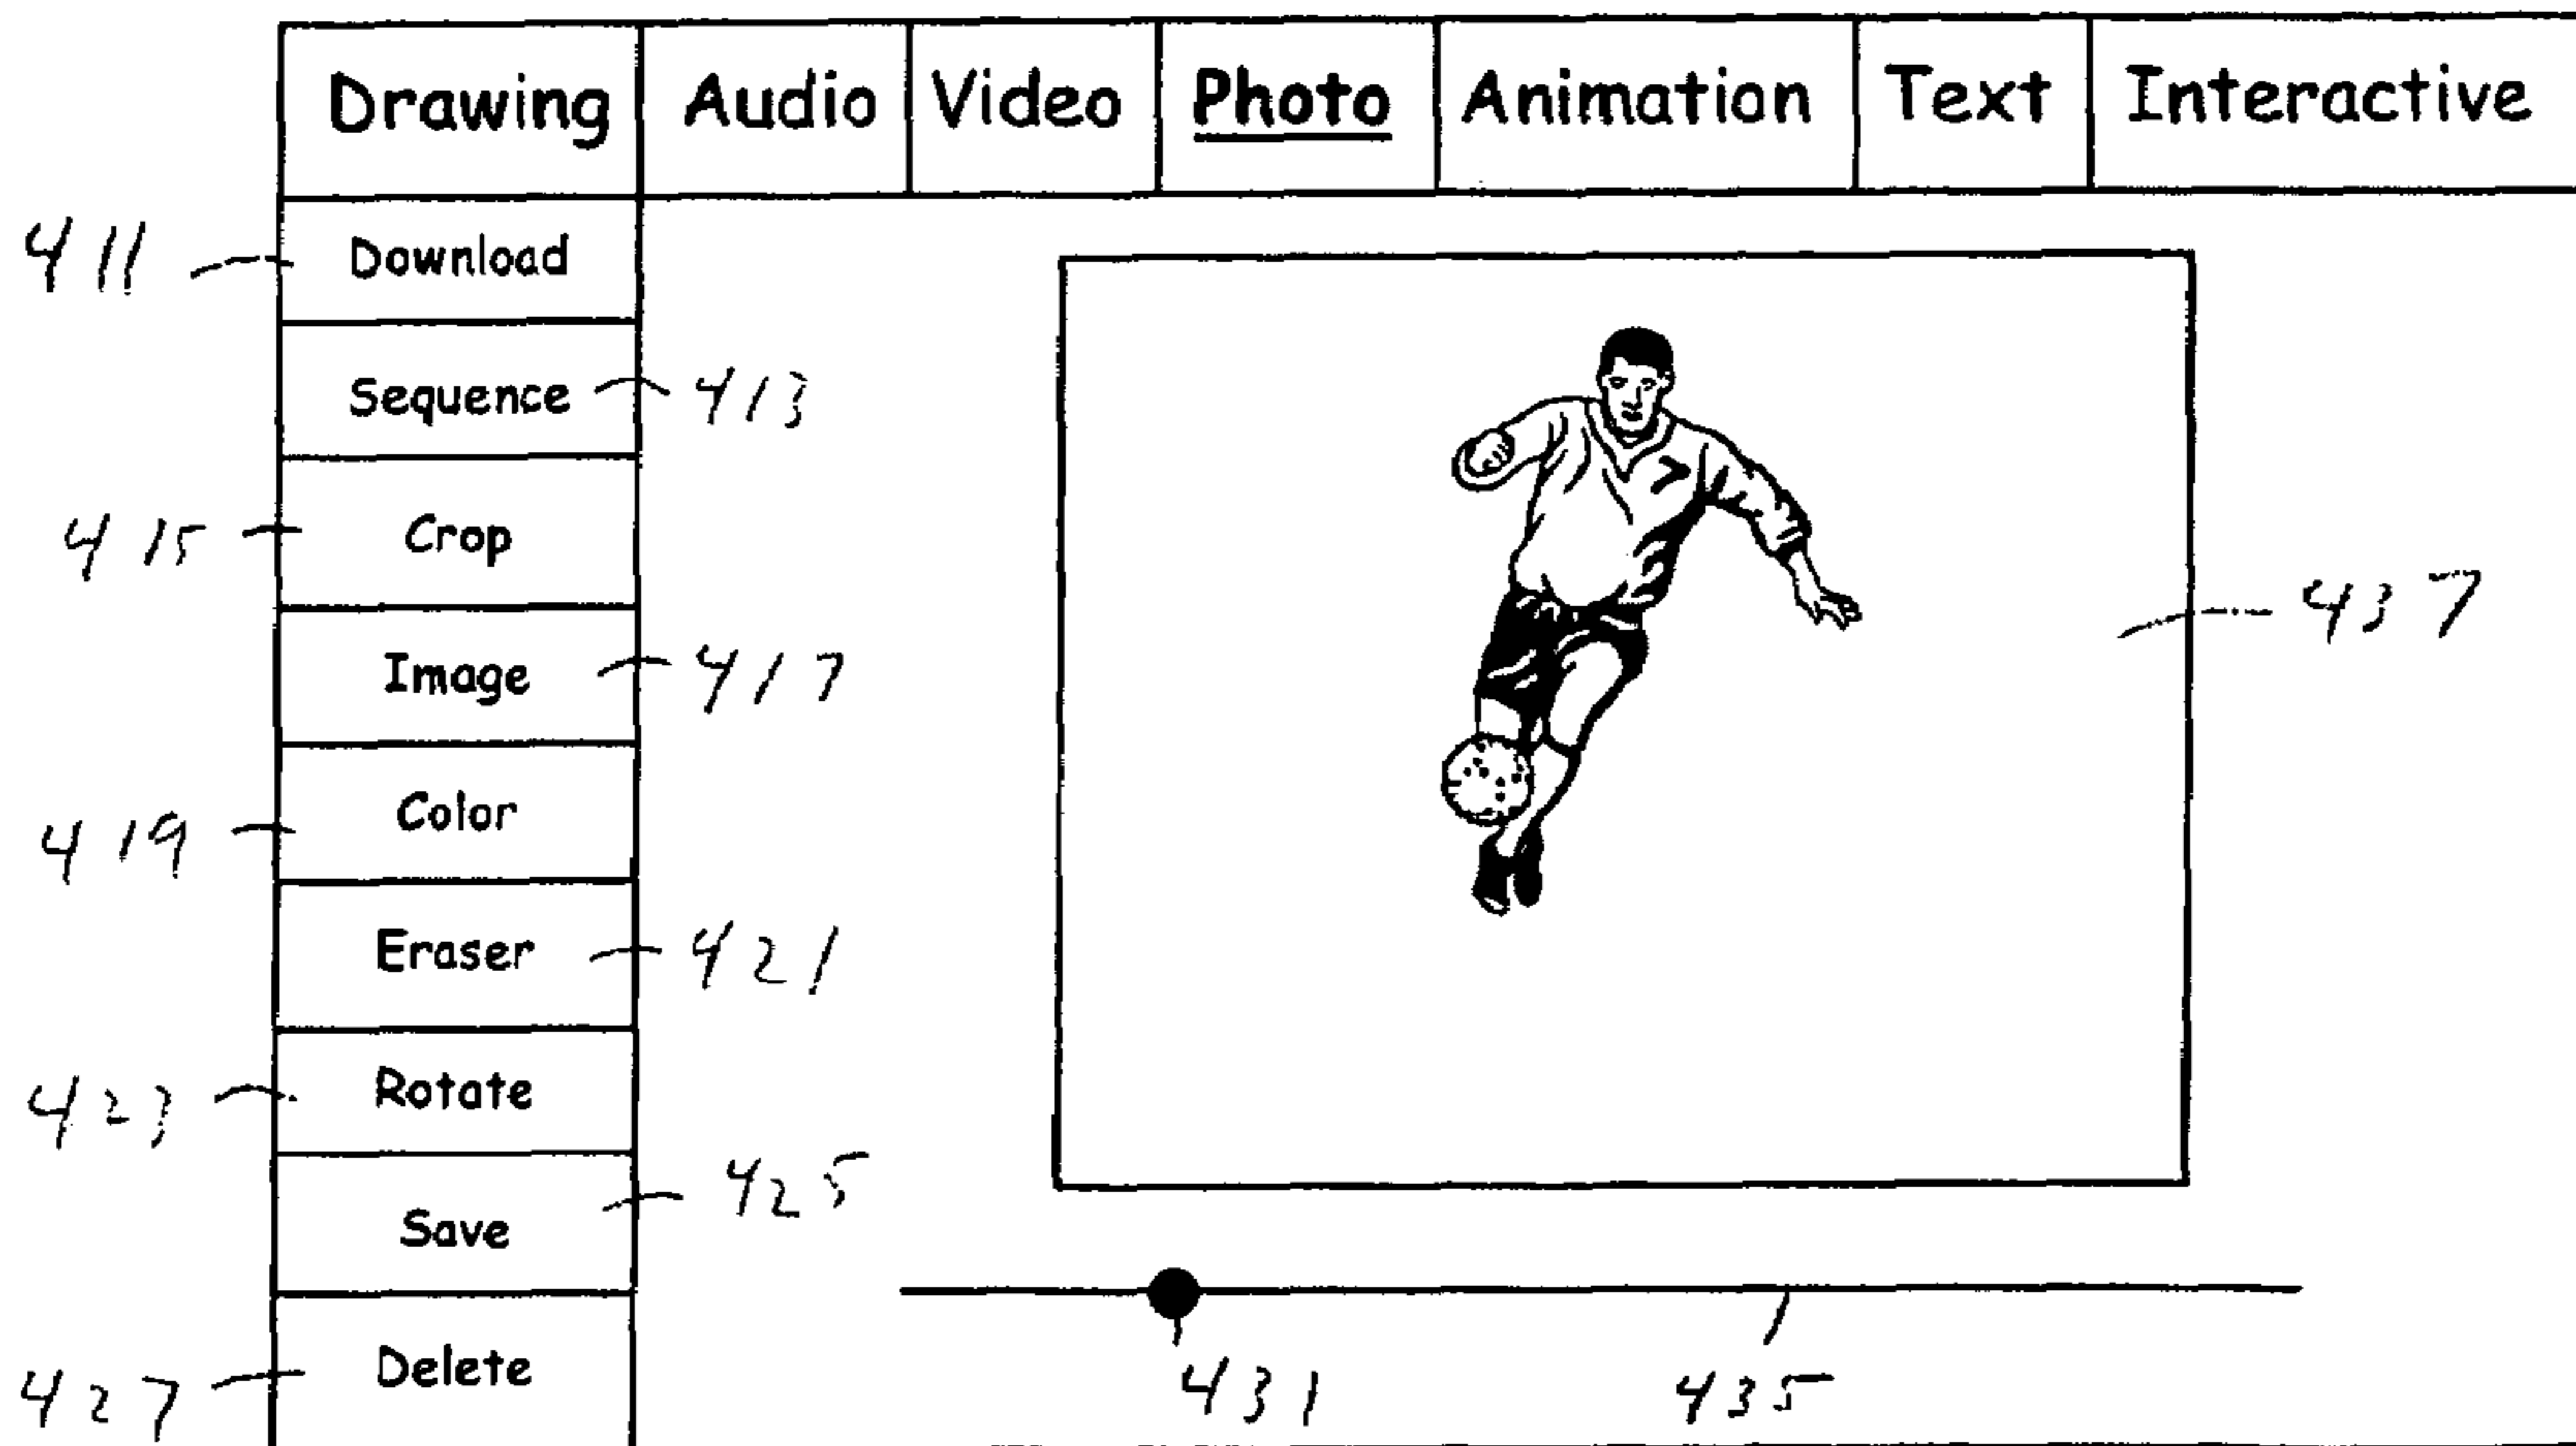 Drawing Audio Video Photo Animation Text Interactive
411 Download
Sequence 413
415 Crop
Image 417
437
419 Color
Eraser 421
423 Rotate
Save 425
427 Delete
431 435